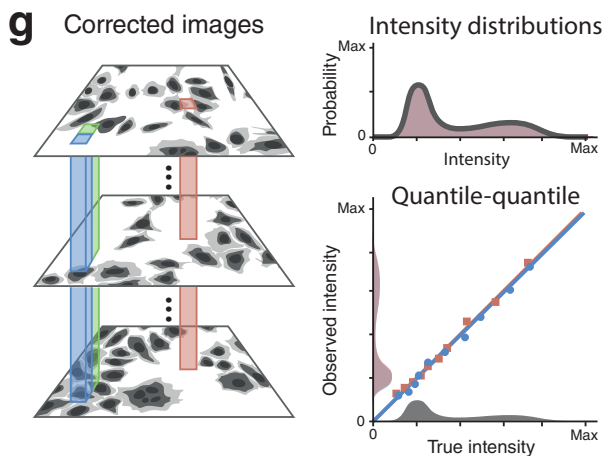 g
Corrected images
Intensity distributions
Max
Probability
0
0
Intensity
Max
Quantile-quantile
Max
Observed intensity
0
True intensity
Max